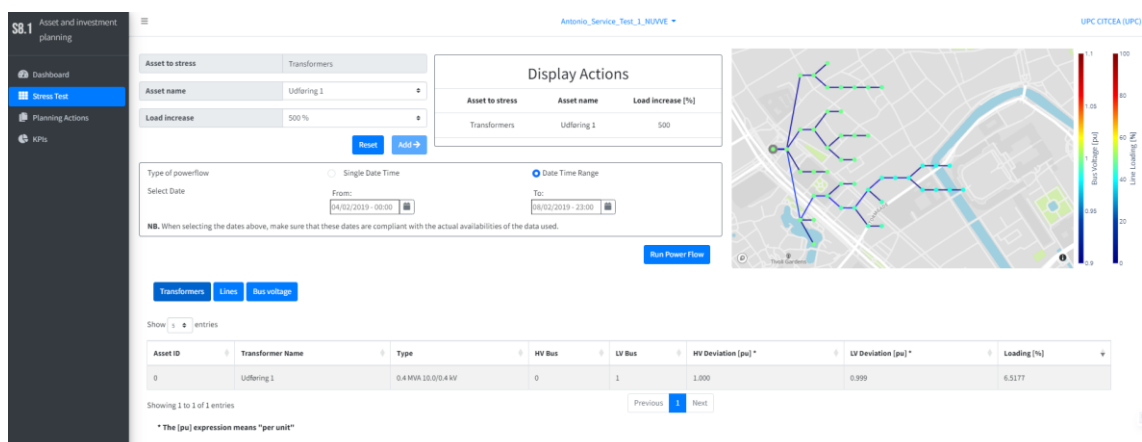 S8.1 Asset and investment planning
Antonio_Service_Test_1_NUVVE
UPC CITCEA (UPC)
Dashboard
Stress Test
Planning Actions
KPIs
Asset to stress Transformers
Asset name Udføring 1
Load increase 500 %
Reset Add
Display Actions
Asset to stress Asset name Load increase [%]
Transformers Udføring 1 500
Type of powerflow Single Date Time Date Time Range
Select Date From: To:
04/02/2019 - 00:00 08/02/2019 - 23:00
NB. When selecting the dates above, make sure that these dates are compliant with the actual availabilities of the data used.
Run Power Flow
Tivoli Gardens
1.1
1.05
1
0.95
0.9
Bus Voltage [pu]
100
80
60
40
20
0
Line Loading (%)
Transformers Lines Bus voltage
Show 5 entries
Asset ID Transformer Name Type HV Bus LV Bus HV Deviation [pu] * LV Deviation [pu] * Loading [%]
0 Udføring 1 0.4 MVA 10.0/0.4 kV 0 1 1.000 0.999 6.5177
Showing 1 to 1 of 1 entries
Previous 1 Next
* The [pu] expression means "per unit"